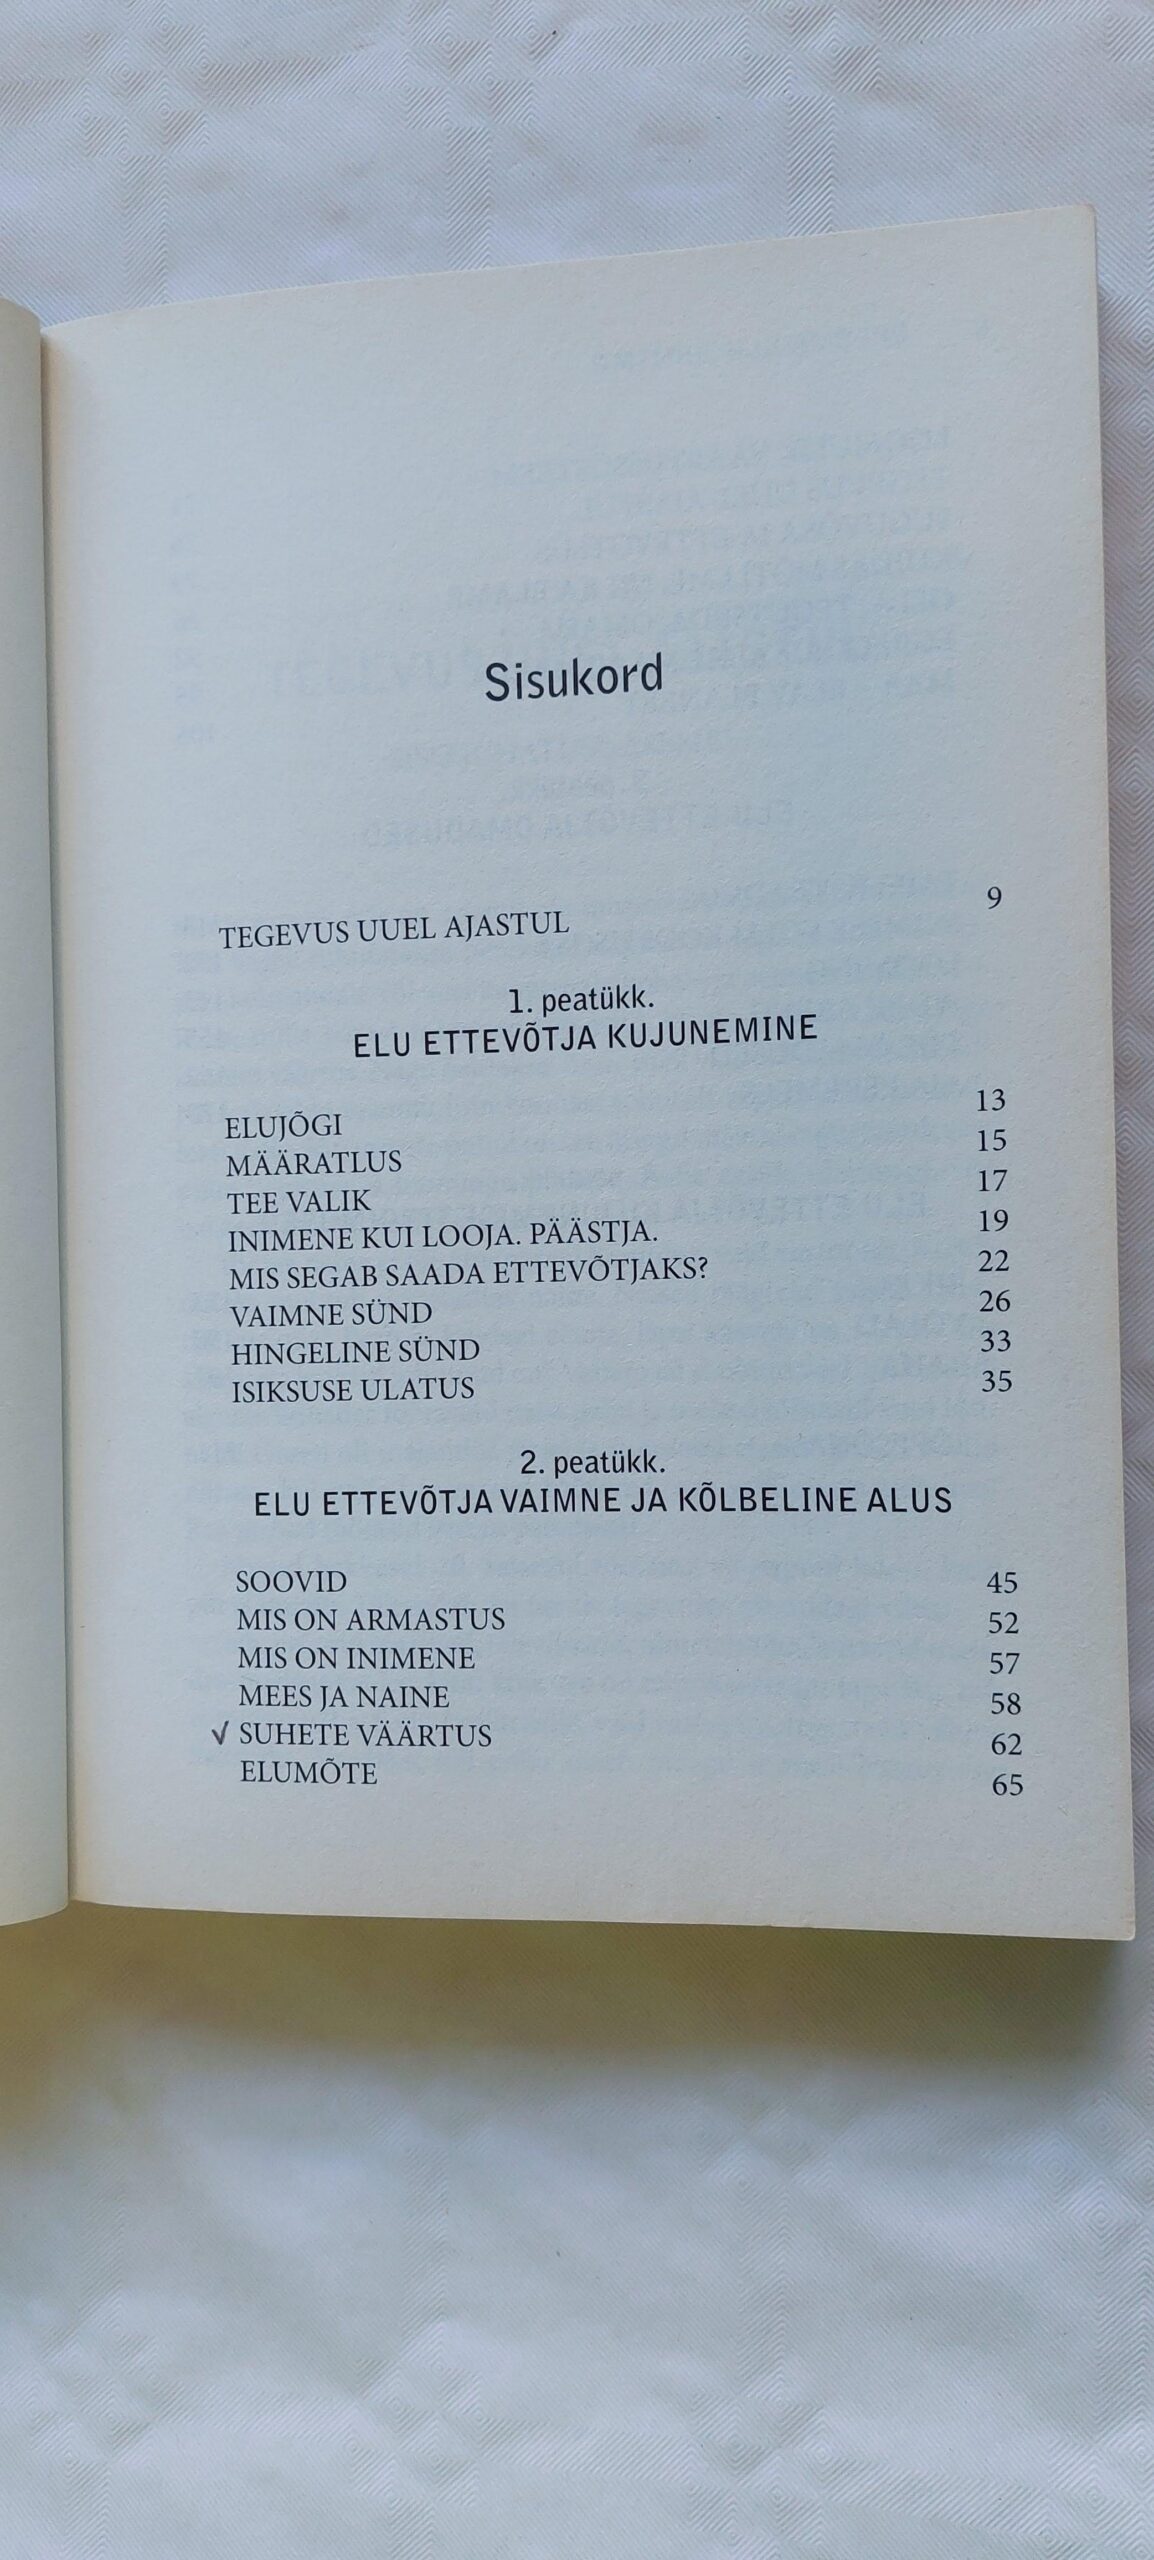 Sisukord
TEGEVUS UUEL AJASTUL 9
1. peatükk.
ELU ETTEVÕTJA KUJUNEMINE
ELUJÕGI 13
MÄÄRATLUS 15
TEE VALIK 17
INIMENE KUI LOOJA. PÄÄSTJA. 19
MIS SEGAB SAADA ETTEVÕTJAKS? 22
VAIMNE SÜND 26
HINGELINE SÜND 33
ISIKSUSE ULATUS 35
2. peatükk.
ELU ETTEVÕTJA VAIMNE JA KÕLBELINE ALUS
SOOVID 45
MIS ON ARMASTUS 52
MIS ON INIMENE 57
MEES JA NAINE 58
√ SUHETE VÄÄRTUS 62
ELUMÕTE 65